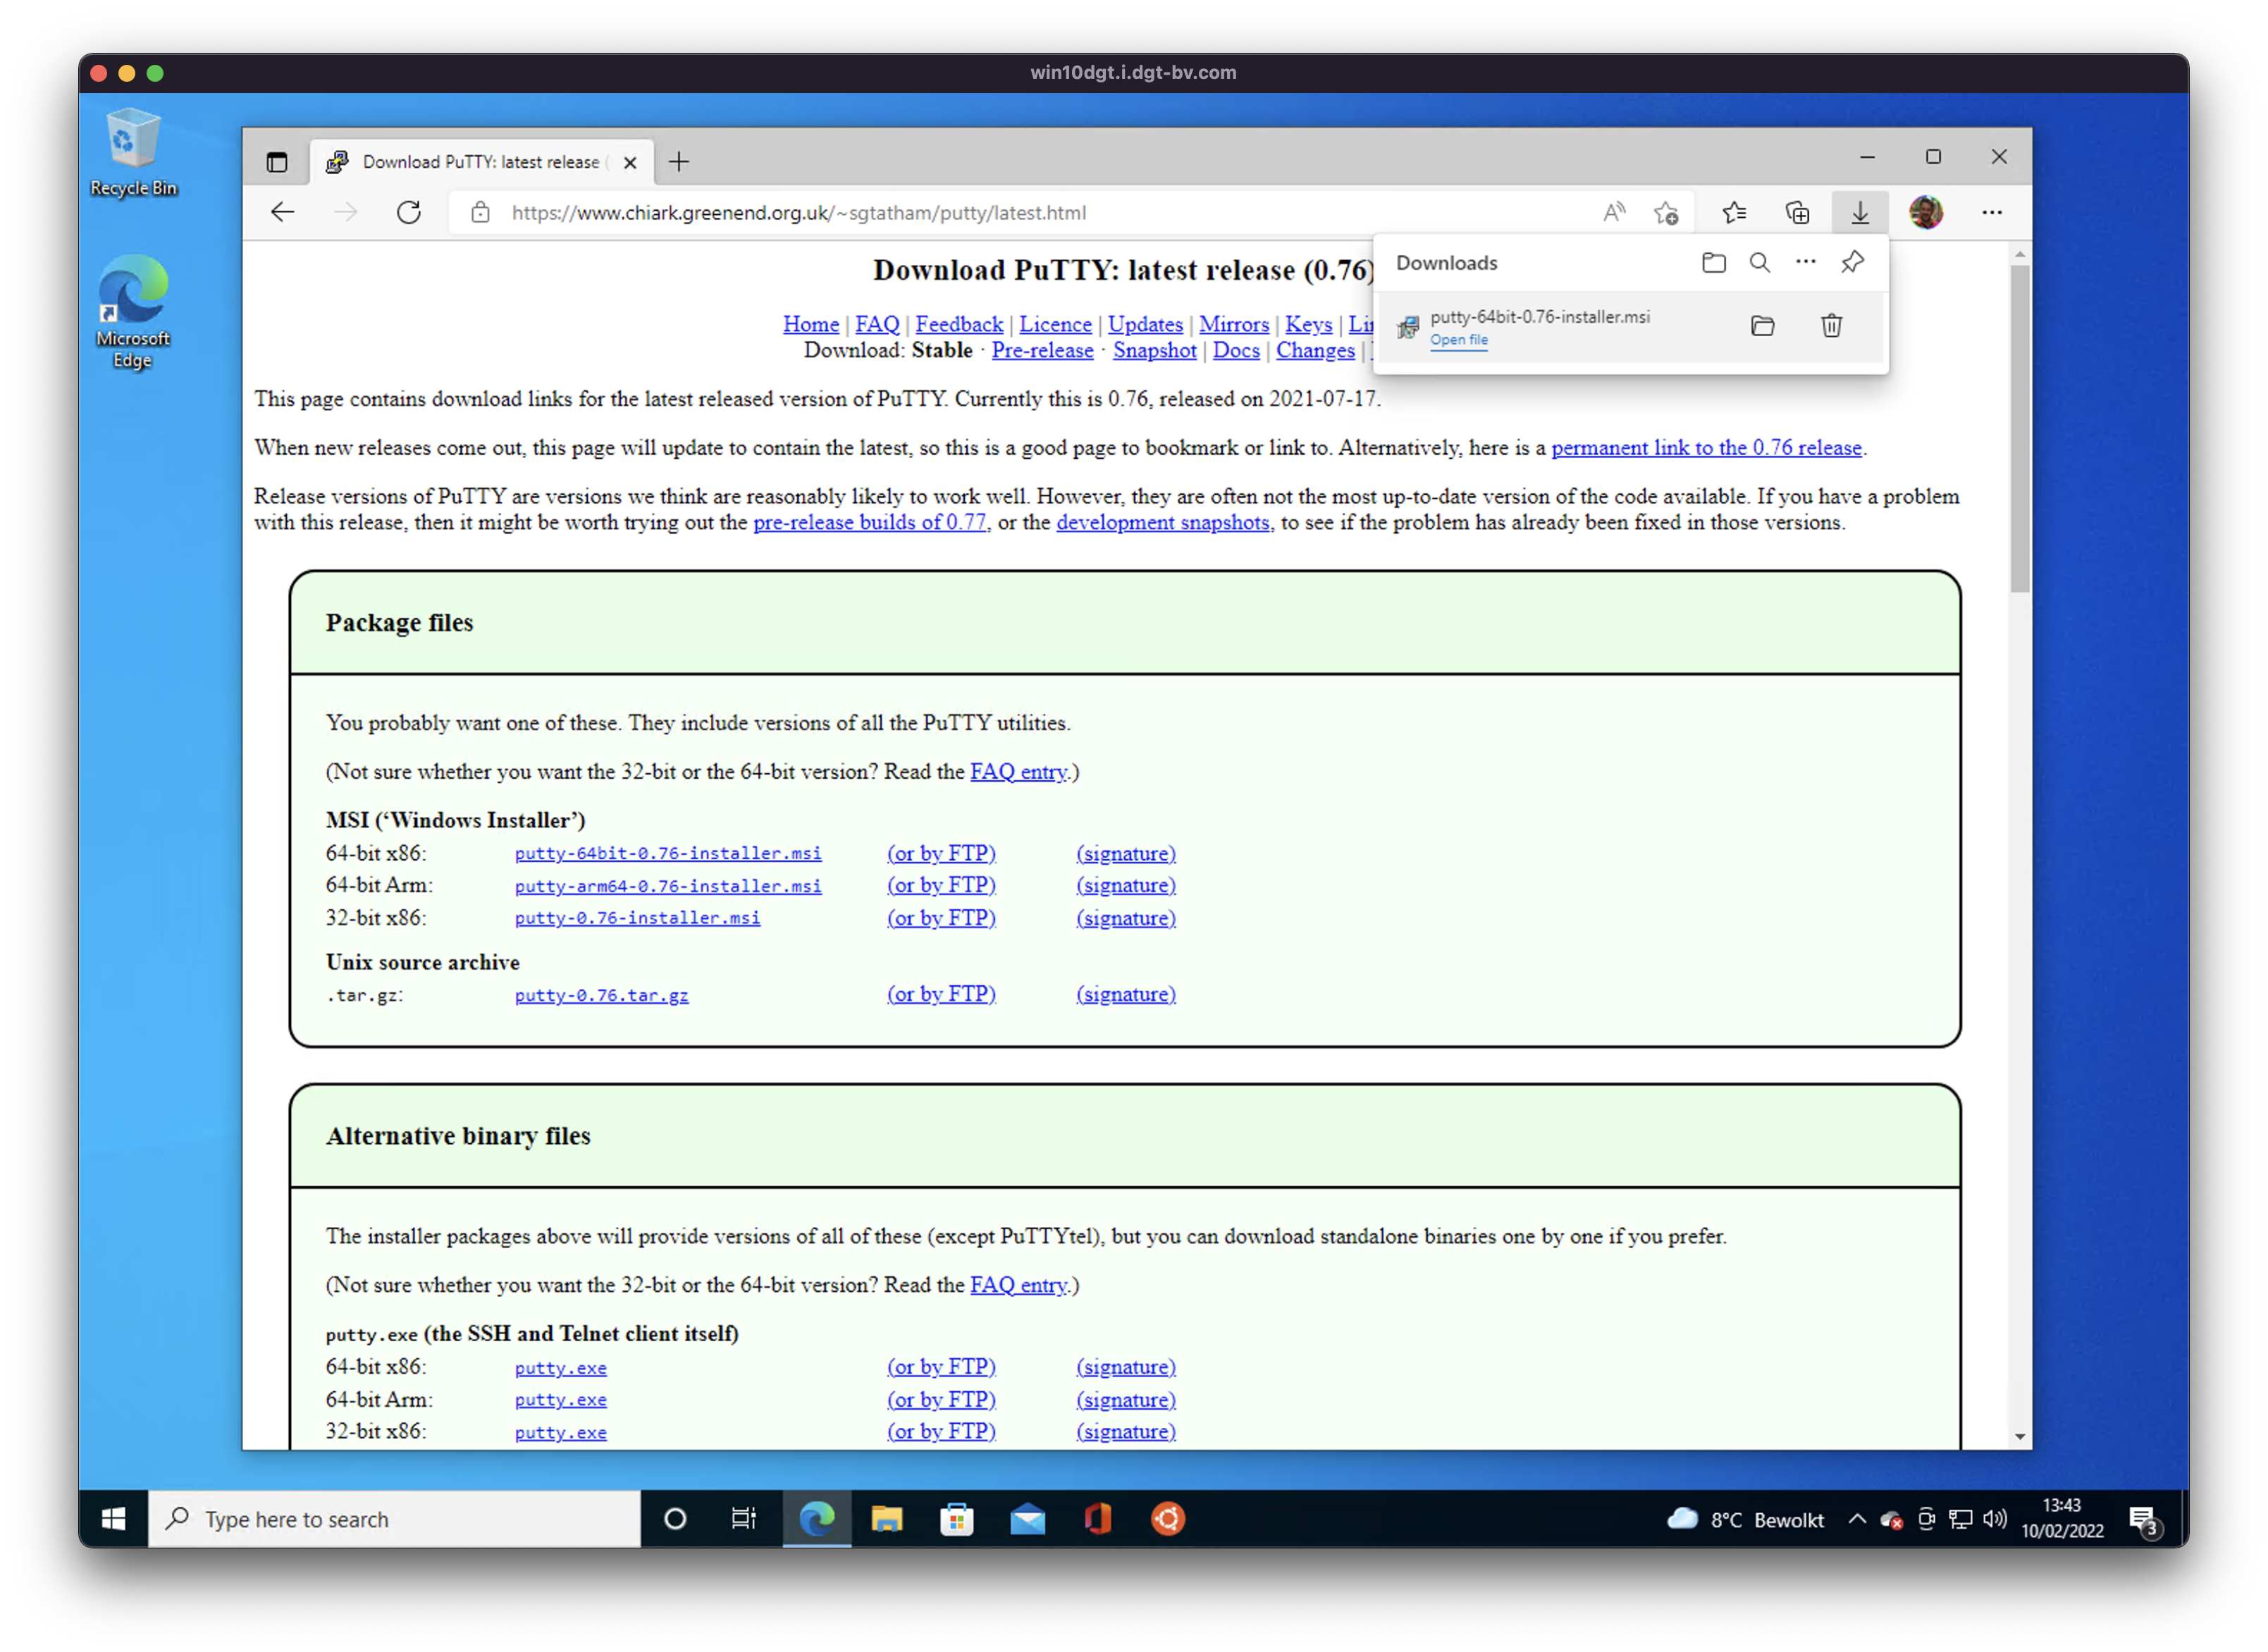 win10dgt.i.dgt-bv.com
Recycle Bin
Microsoft
Edge
Download PuTTY: latest release (
https://www.chiark.greenend.org.uk/~sgtatham/putty/latest.html
Downloads
putty-64bit-0.76-installer.msi
Open file
Download PuTTY: latest release (0.76)
Home | FAQ | Feedback | Licence | Updates | Mirrors | Keys |
Download: Stable · Pre-release · Snapshot | Docs | Changes |
This page contains download links for the latest released version of PuTTY. Currently this is 0.76, released on 2021-07-17.
When new releases come out, this page will update to contain the latest, so this is a good page to bookmark or link to. Alternatively, here is a permanent link to the 0.76 release.
Release versions of PuTTY are versions we think are reasonably likely to work well. However, they are often not the most up-to-date version of the code available. If you have a problem
with this release, then it might be worth trying out the pre-release builds of 0.77, or the development snapshots, to see if the problem has already been fixed in those versions.
Package files
You probably want one of these. They include versions of all the PuTTY utilities.
(Not sure whether you want the 32-bit or the 64-bit version? Read the FAQ entry.)
MSI (‘Windows Installer’)
64-bit x86: putty-64bit-0.76-installer.msi (or by FTP) (signature)
64-bit Arm: putty-arm64-0.76-installer.msi (or by FTP) (signature)
32-bit x86: putty-0.76-installer.msi (or by FTP) (signature)
Unix source archive
.tar.gz: putty-0.76.tar.gz (or by FTP) (signature)
Alternative binary files
The installer packages above will provide versions of all of these (except PuTTYtel), but you can download standalone binaries one by one if you prefer.
(Not sure whether you want the 32-bit or the 64-bit version? Read the FAQ entry.)
putty.exe (the SSH and Telnet client itself)
64-bit x86: putty.exe (or by FTP) (signature)
64-bit Arm: putty.exe (or by FTP) (signature)
32-bit x86: putty.exe (or by FTP) (signature)
Type here to search
8°C Bewolkt
13:43
10/02/2022
3